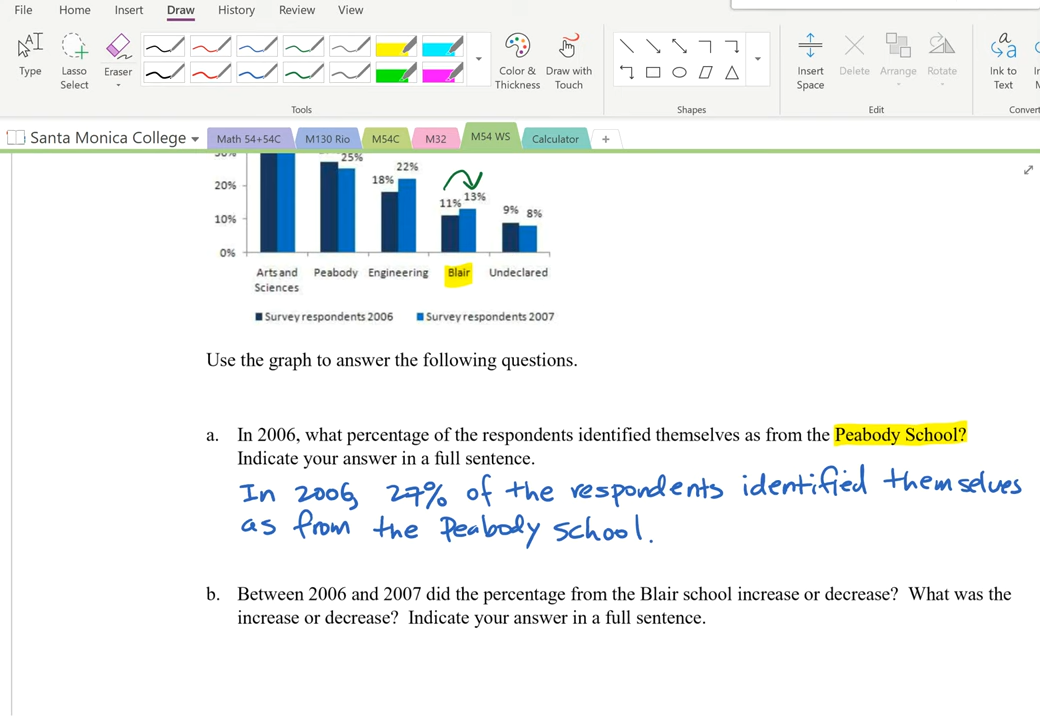 File Home Insert Draw History Review View
Type Lasso Select Eraser Color & Thickness Draw with Touch Insert Space Delete Arrange Rotate Ink to Text
Tools Shapes Edit Convert
Santa Monica College Math 54+54C M130 Rio M54C M32 M54 WS Calculator +
30% 25%
20% 18% 22% 11% 13% 9% 8%
10%
0%
Arts and Sciences Peabody Engineering Blair Undeclared
Survey respondents 2006 Survey respondents 2007
Use the graph to answer the following questions.
a. In 2006, what percentage of the respondents identified themselves as from the Peabody School?
Indicate your answer in a full sentence.
In 2006, 27% of the respondents identified themselves
as from the Peabody School.
b. Between 2006 and 2007 did the percentage from the Blair school increase or decrease? What was the
increase or decrease? Indicate your answer in a full sentence.